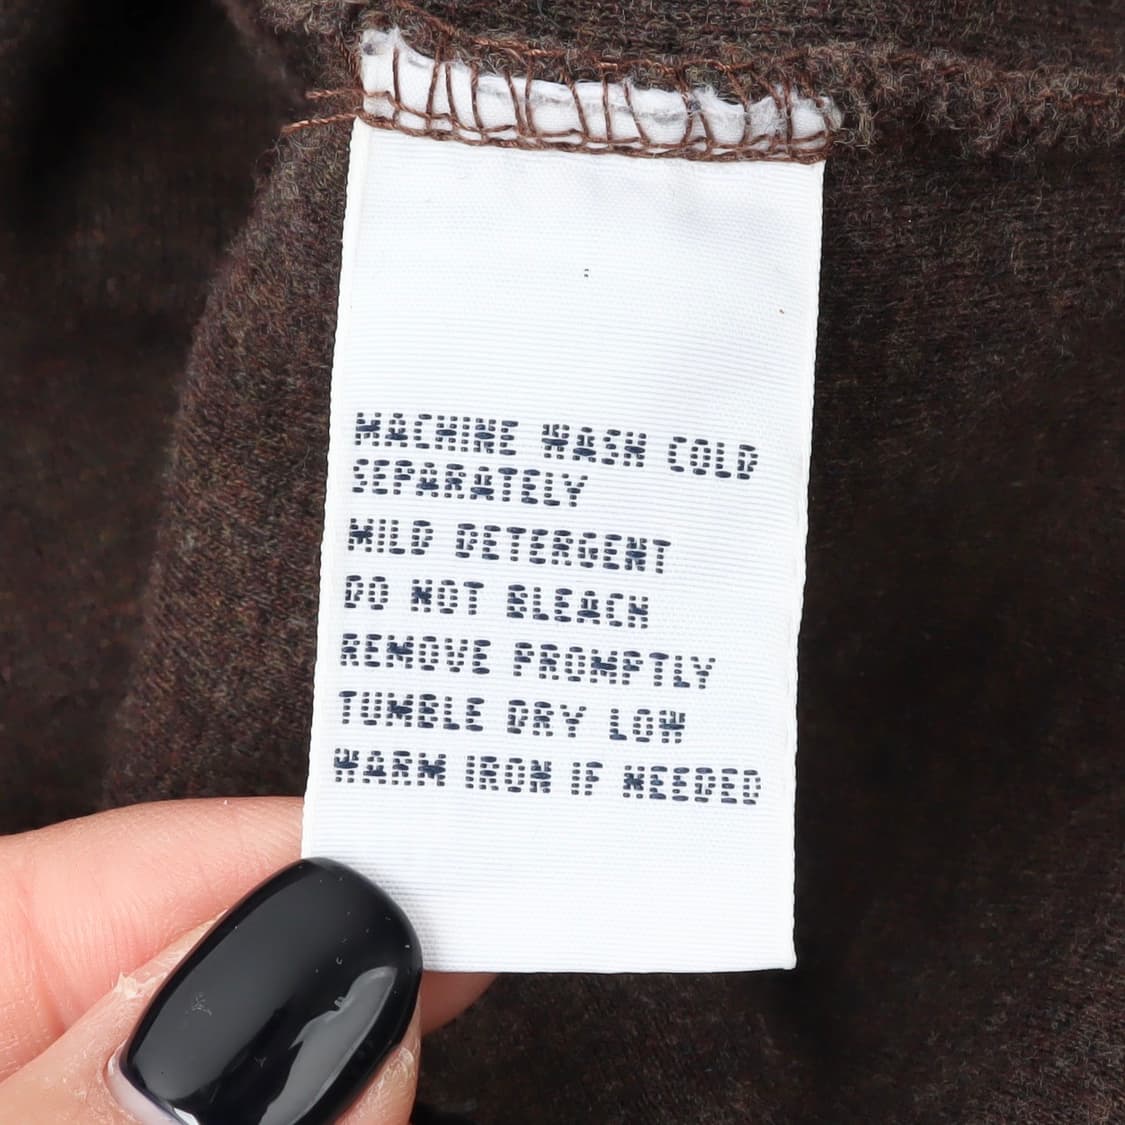 MACHINE WASH COLD
SEPARATELY
MILD DETERGENT
DO NOT BLEACH
REMOVE PROMPTLY
TUMBLE DRY LOW
WARM IRON IF NEEDED